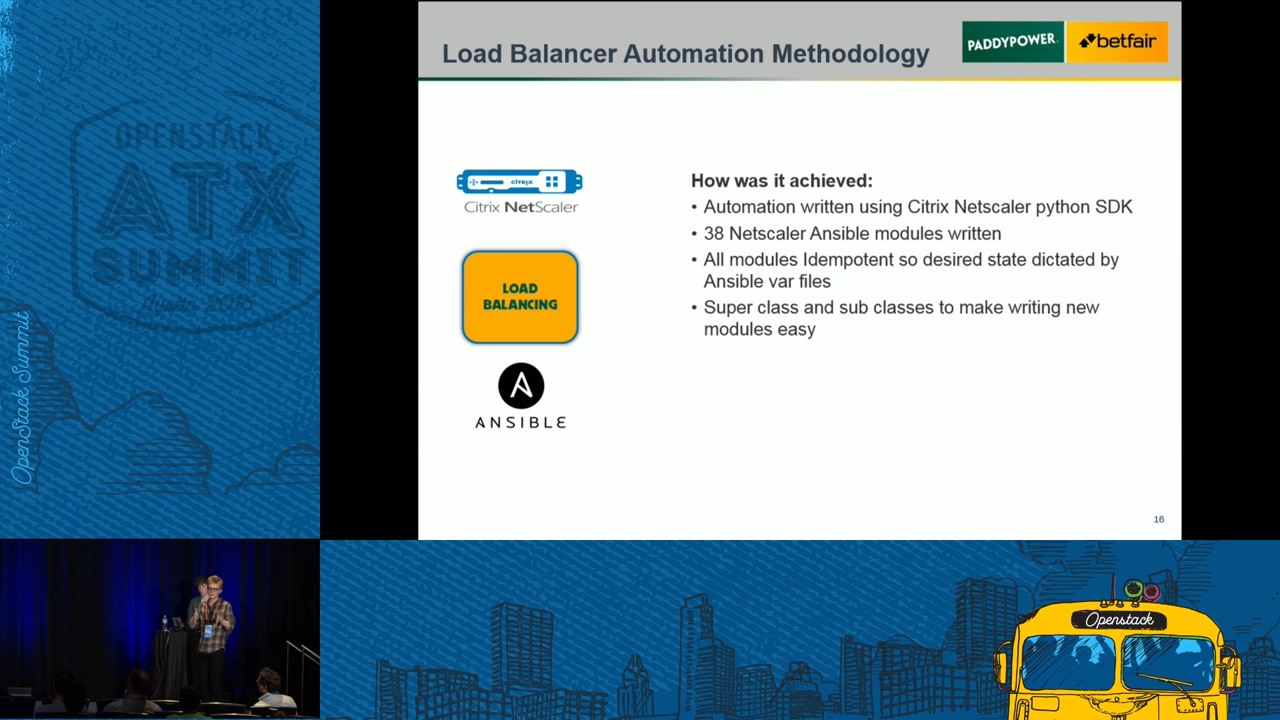 Load Balancer Automation Methodology
PADDYPOWER.
betfair
CITRIX
Citrix NetScaler
LOAD
BALANCING
ANSIBLE
How was it achieved:
• Automation written using Citrix Netscaler python SDK
• 38 Netscaler Ansible modules written
• All modules Idempotent so desired state dictated by
Ansible var files
• Super class and sub classes to make writing new
modules easy
16
OPENSTACK
ATX
SUMMIT
OpenStack Summit
Openstack